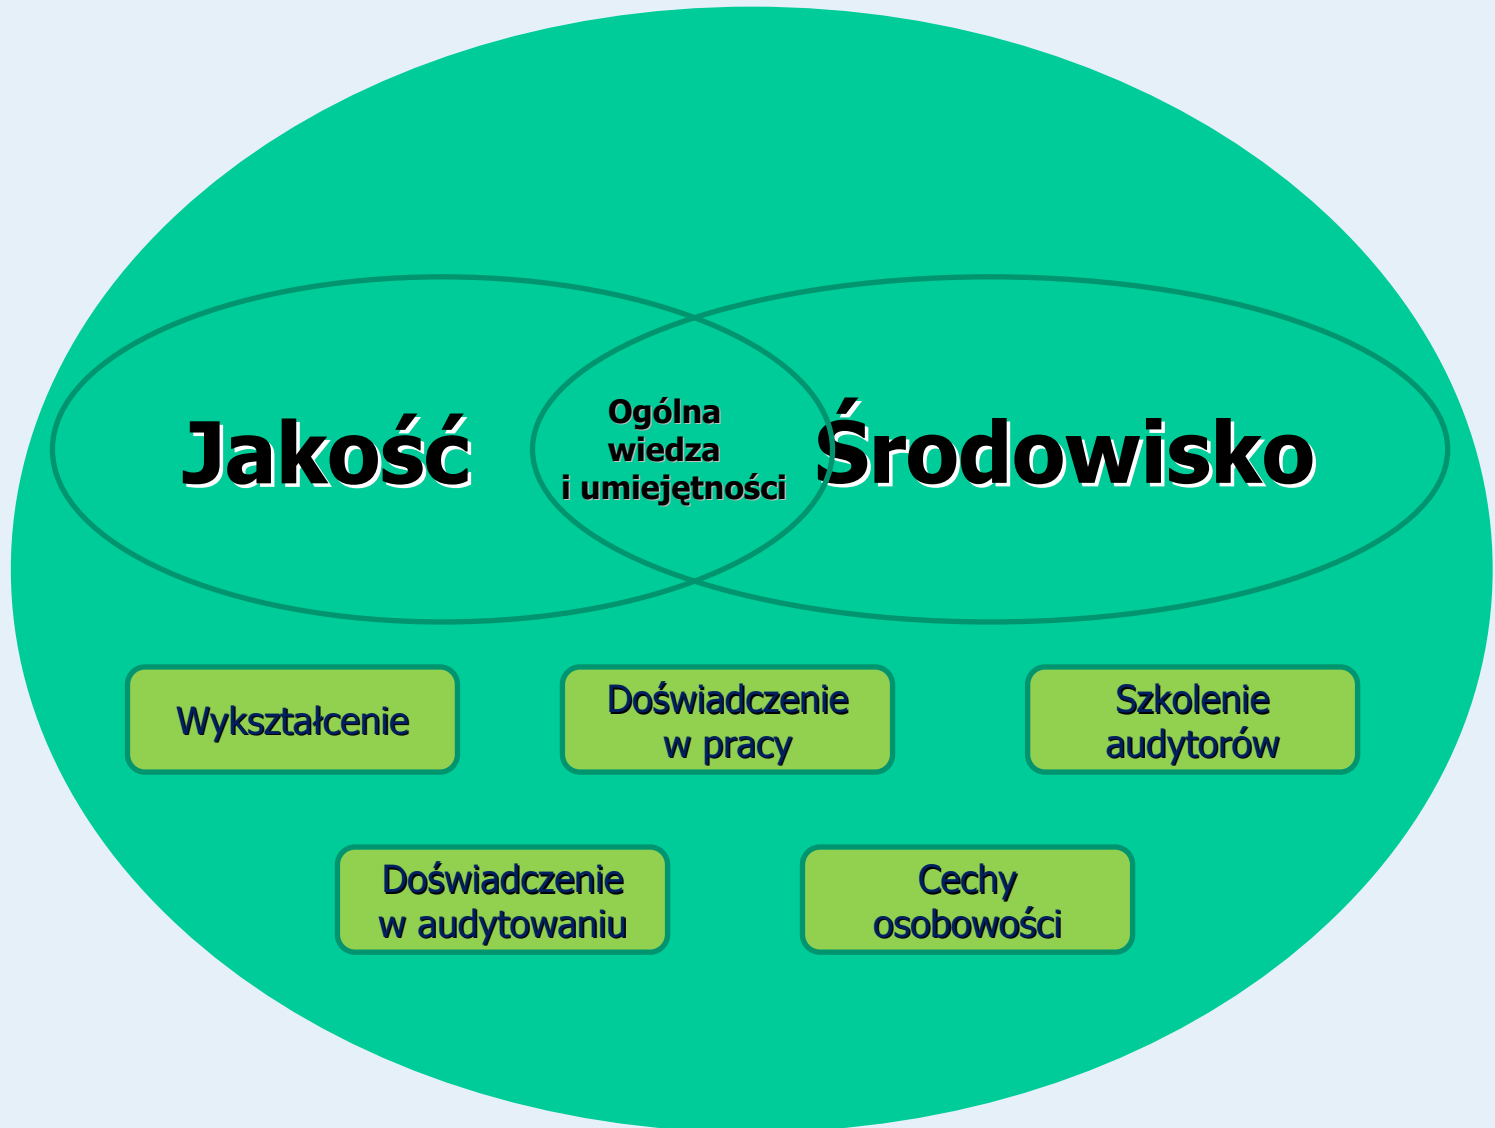 Jakość
Ogólna
wiedza
i umiejętności
Środowisko
Wykształcenie
Doświadczenie
w pracy
Szkolenie
audytorów
Doświadczenie
w audytowaniu
Cechy
osobowości